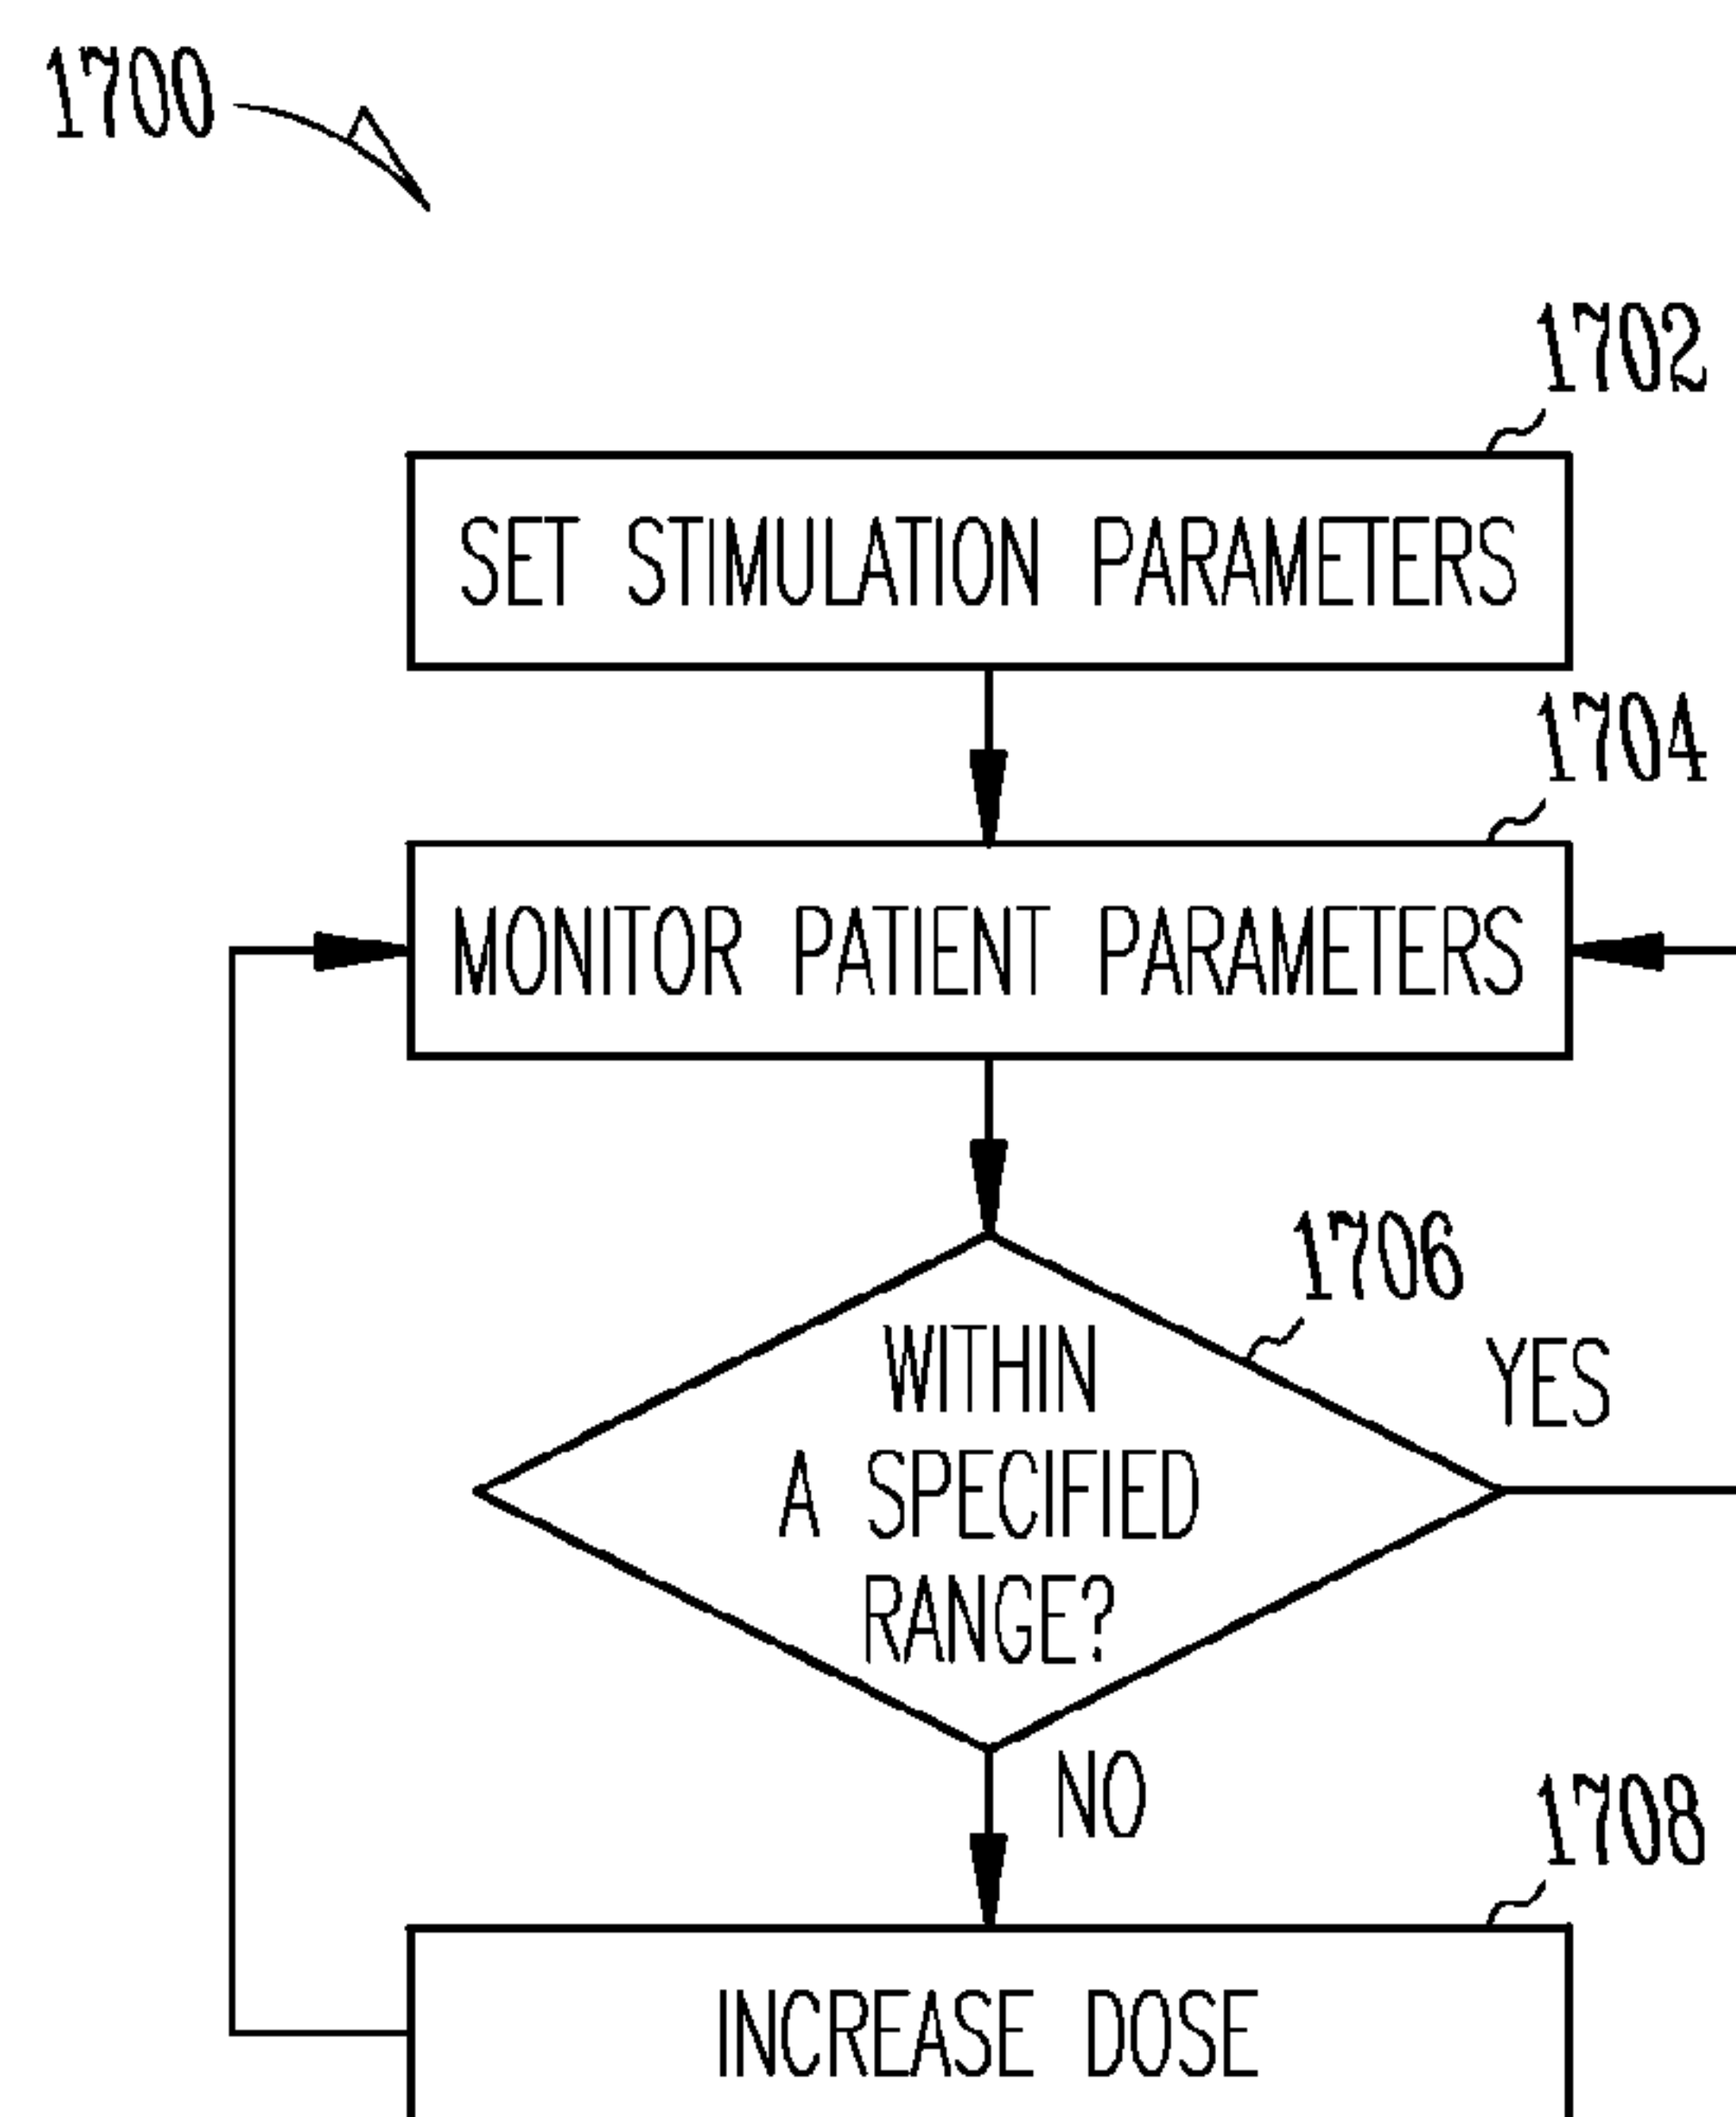 1700
1702
SET STIMULATION PARAMETERS
1704
MONITOR PATIENT PARAMETERS
1706
WITHIN
A SPECIFIED
RANGE?
YES
NO
1708
INCREASE DOSE